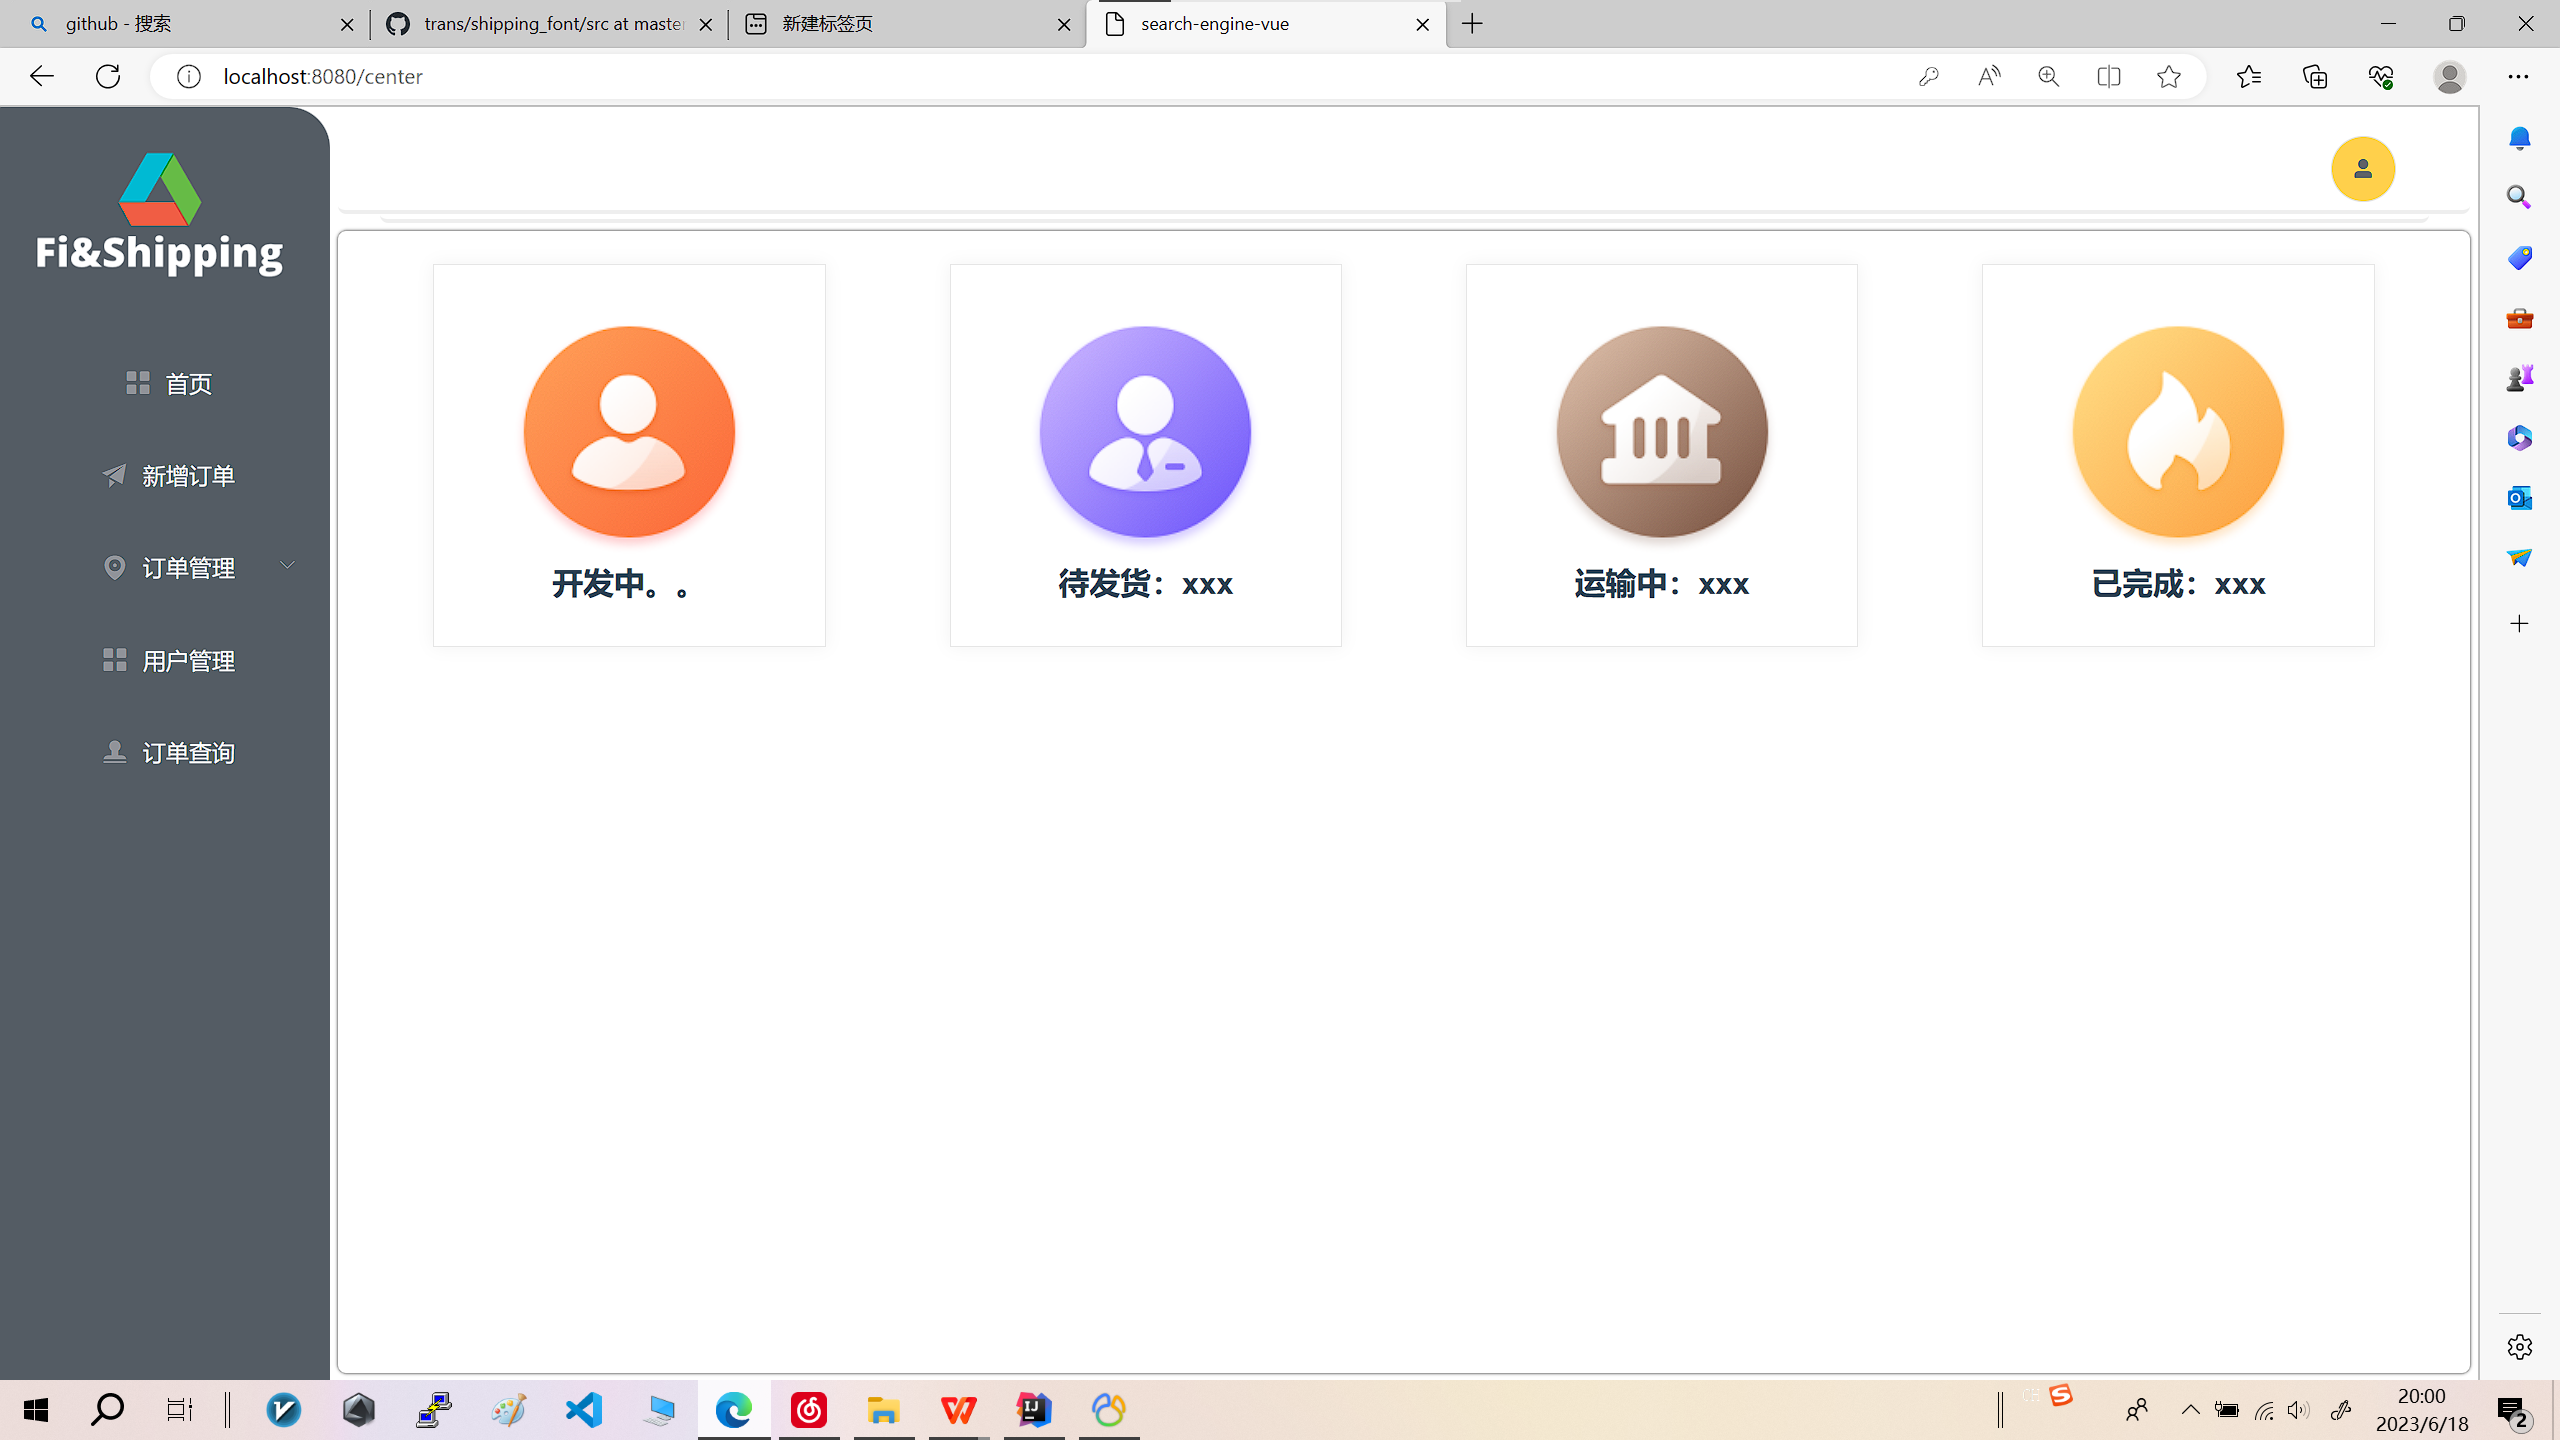 github - 搜索
trans/shipping_font/src at master
新建标签页
search-engine-vue
localhost:8080/center
Fi&Shipping
首页
新增订单
订单管理
用户管理
订单查询
开发中。。
待发货：xxx
运输中：xxx
已完成：xxx
20:00
2023/6/18
2